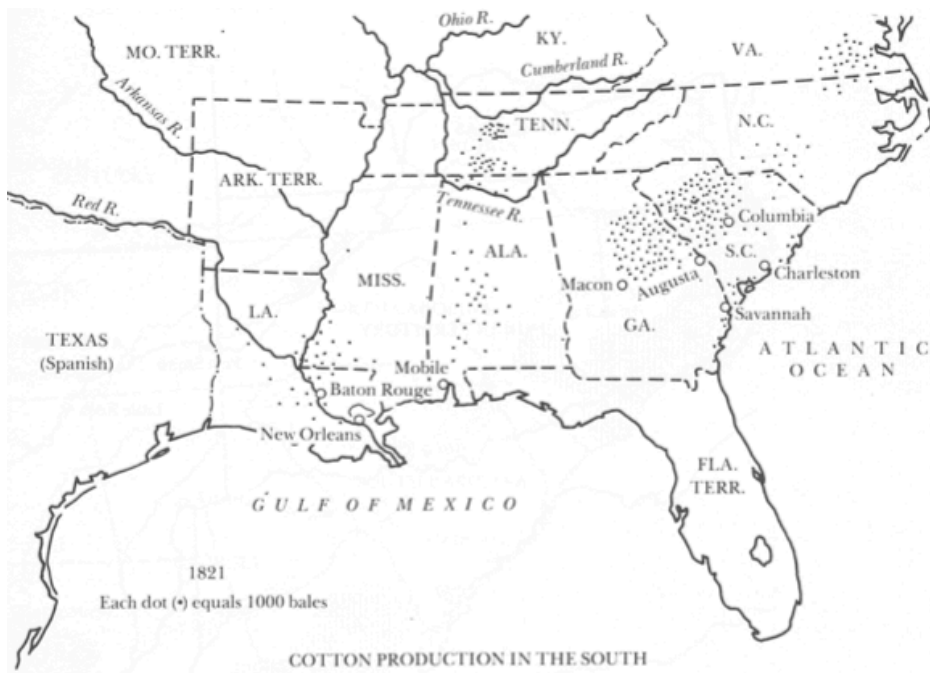 Ohio R.
KY.
VA.
MO. TERR.
Cumberland R.
Arkansas R.
TENN.
N.C.
ARK. TERR.
Red R.
Tennessee R.
Columbia
ALA.
S.C.
MISS.
Charleston
Macon
Augusta
LA.
Savannah
GA.
TEXAS
(Spanish)
ATLANTIC
OCEAN
Mobile
Baton Rouge
New Orleans
FLA.
TERR.
GULF OF MEXICO
1821
Each dot (•) equals 1000 bales
COTTON PRODUCTION IN THE SOUTH